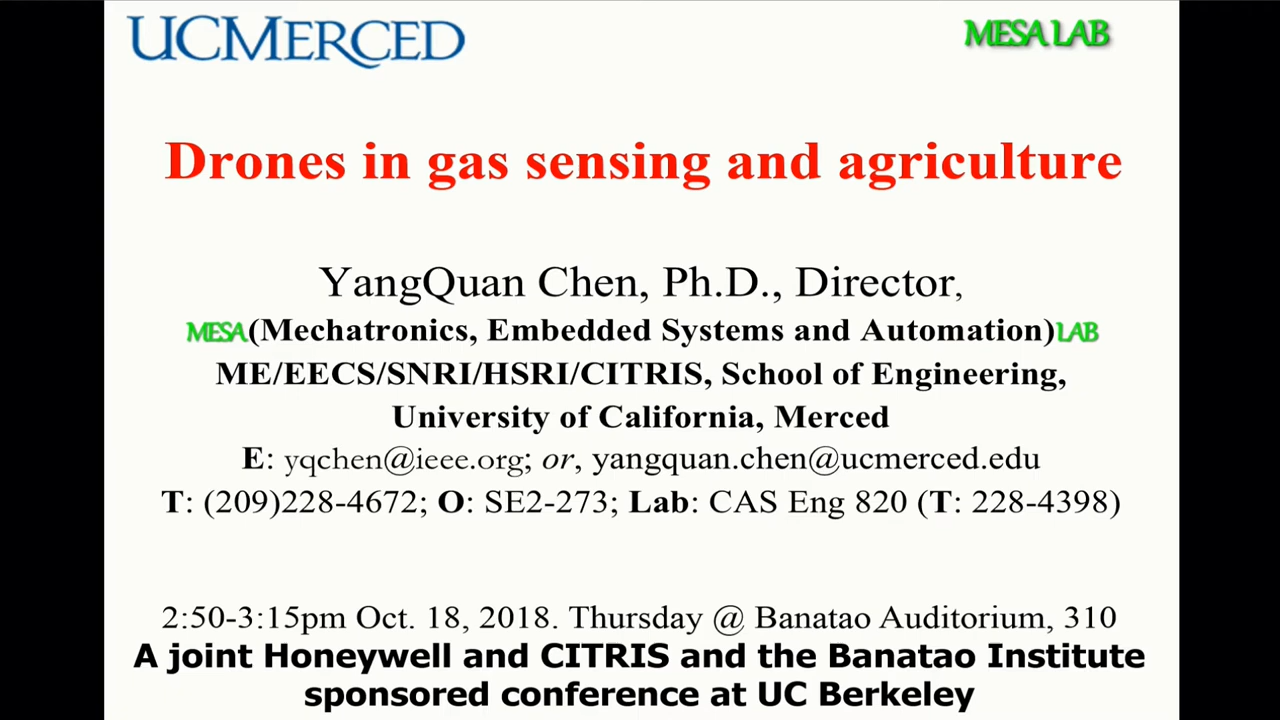 UCMERCED
MESA LAB
Drones in gas sensing and agriculture
YangQuan Chen, Ph.D., Director,
MESA(Mechatronics, Embedded Systems and Automation)LAB
ME/EECS/SNRI/HSRI/CITRIS, School of Engineering,
University of California, Merced
E: yqchen@ieee.org; or, yangquan.chen@ucmerced.edu
T: (209)228-4672; O: SE2-273; Lab: CAS Eng 820 (T: 228-4398)
2:50-3:15pm Oct. 18, 2018. Thursday @ Banatao Auditorium, 310
A joint Honeywell and CITRIS and the Banatao Institute
sponsored conference at UC Berkeley